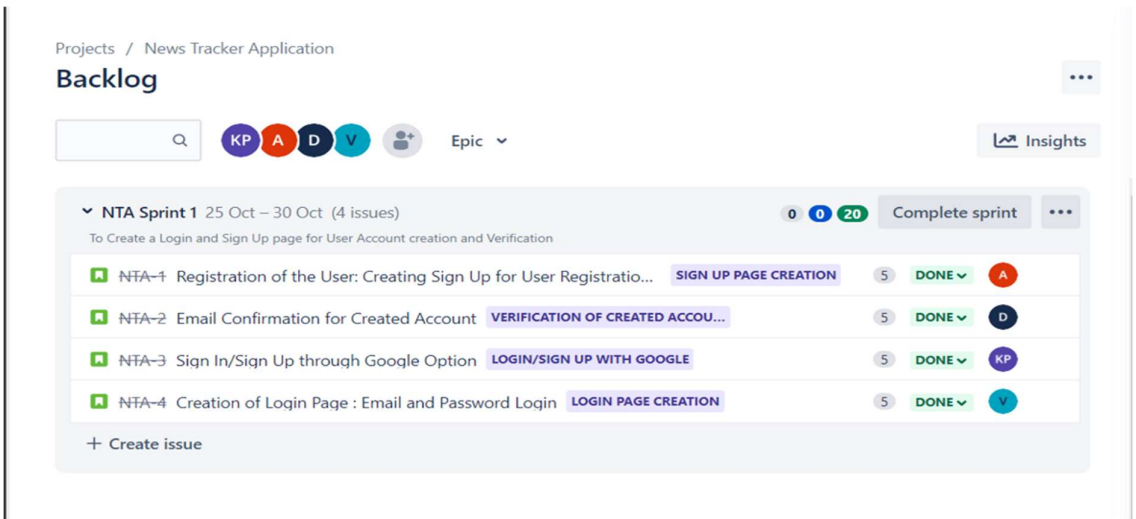 Projects / News Tracker Application
Backlog
KP A D V Epic Insights
NTA Sprint 1 25 Oct – 30 Oct (4 issues) 0 0 20 Complete sprint
To Create a Login and Sign Up page for User Account creation and Verification
NTA-1 Registration of the User: Creating Sign Up for User Registratio... SIGN UP PAGE CREATION 5 DONE A
NTA-2 Email Confirmation for Created Account VERIFICATION OF CREATED ACCOU... 5 DONE D
NTA-3 Sign In/Sign Up through Google Option LOGIN/SIGN UP WITH GOOGLE 5 DONE KP
NTA-4 Creation of Login Page : Email and Password Login LOGIN PAGE CREATION 5 DONE V
+ Create issue